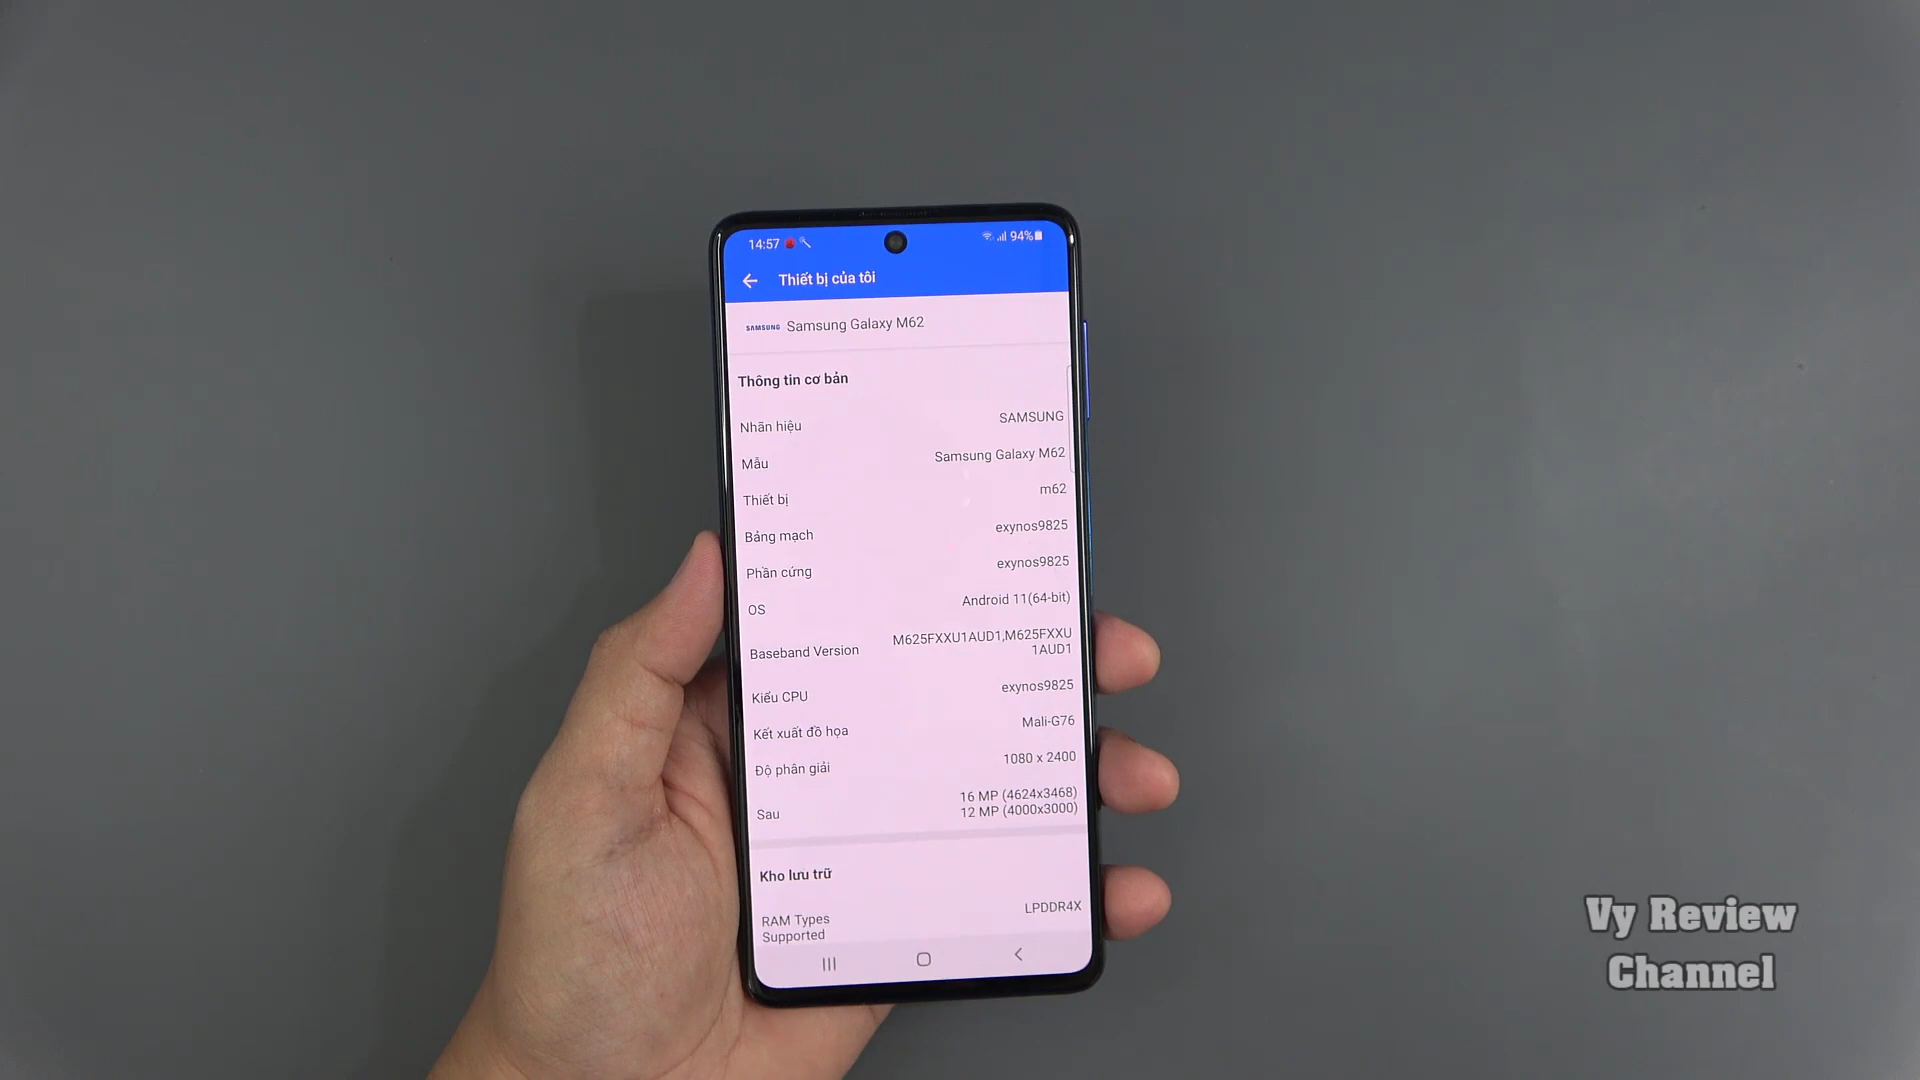 14:57 94%
Thiết bị của tôi
SAMSUNG Samsung Galaxy M62
Thông tin cơ bản
Nhãn hiệu SAMSUNG
Mẫu Samsung Galaxy M62
Thiết bị m62
Bảng mạch exynos9825
Phần cứng exynos9825
OS Android 11(64-bit)
Baseband Version M625FXXU1AUD1,M625FXXU
1AUD1
Kiểu CPU exynos9825
Kết xuất đồ họa Mali-G76
Độ phân giải 1080 x 2400
Sau 16 MP (4624x3468)
12 MP (4000x3000)
Kho lưu trữ
RAM Types LPDDR4X
Supported
Vy Review
Channel